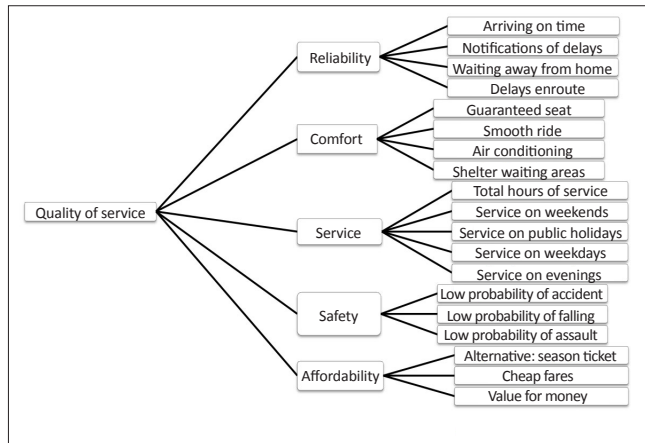 Quality of service
Reliability
Arriving on time
Notifications of delays
Waiting away from home
Delays enroute
Comfort
Guaranteed seat
Smooth ride
Air conditioning
Shelter waiting areas
Service
Total hours of service
Service on weekends
Service on public holidays
Service on weekdays
Service on evenings
Safety
Low probability of accident
Low probability of falling
Low probability of assault
Affordability
Alternative: season ticket
Cheap fares
Value for money